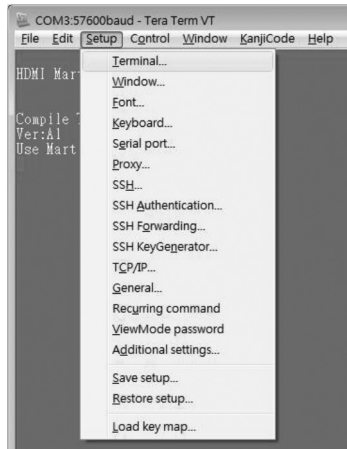 COM3:57600baud - Tera Term VT
File Edit Setup Control Window KanjiCode Help
HDMI Mar
Compile
Ver:A1
Use Mart
Terminal...
Window...
Font...
Keyboard...
Serial port...
Proxy...
SSH...
SSH Authentication...
SSH Forwarding...
SSH KeyGenerator...
TCP/IP...
General...
Recurring command
ViewMode password
Additional settings...
Save setup...
Restore setup...
Load key map...